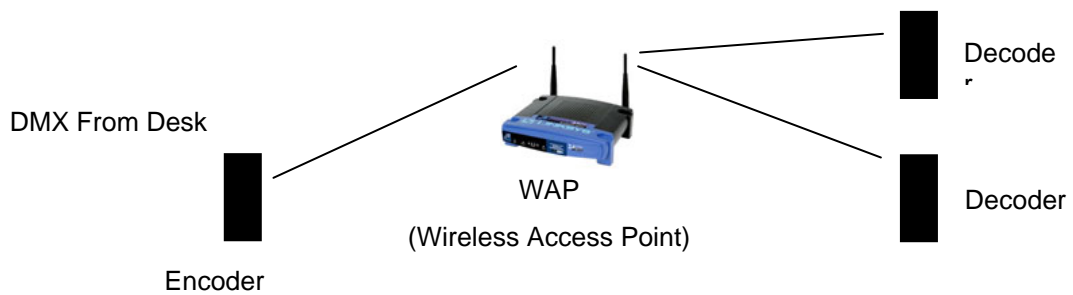 Decode
r
DMX From Desk
WAP
Decoder
(Wireless Access Point)
Encoder